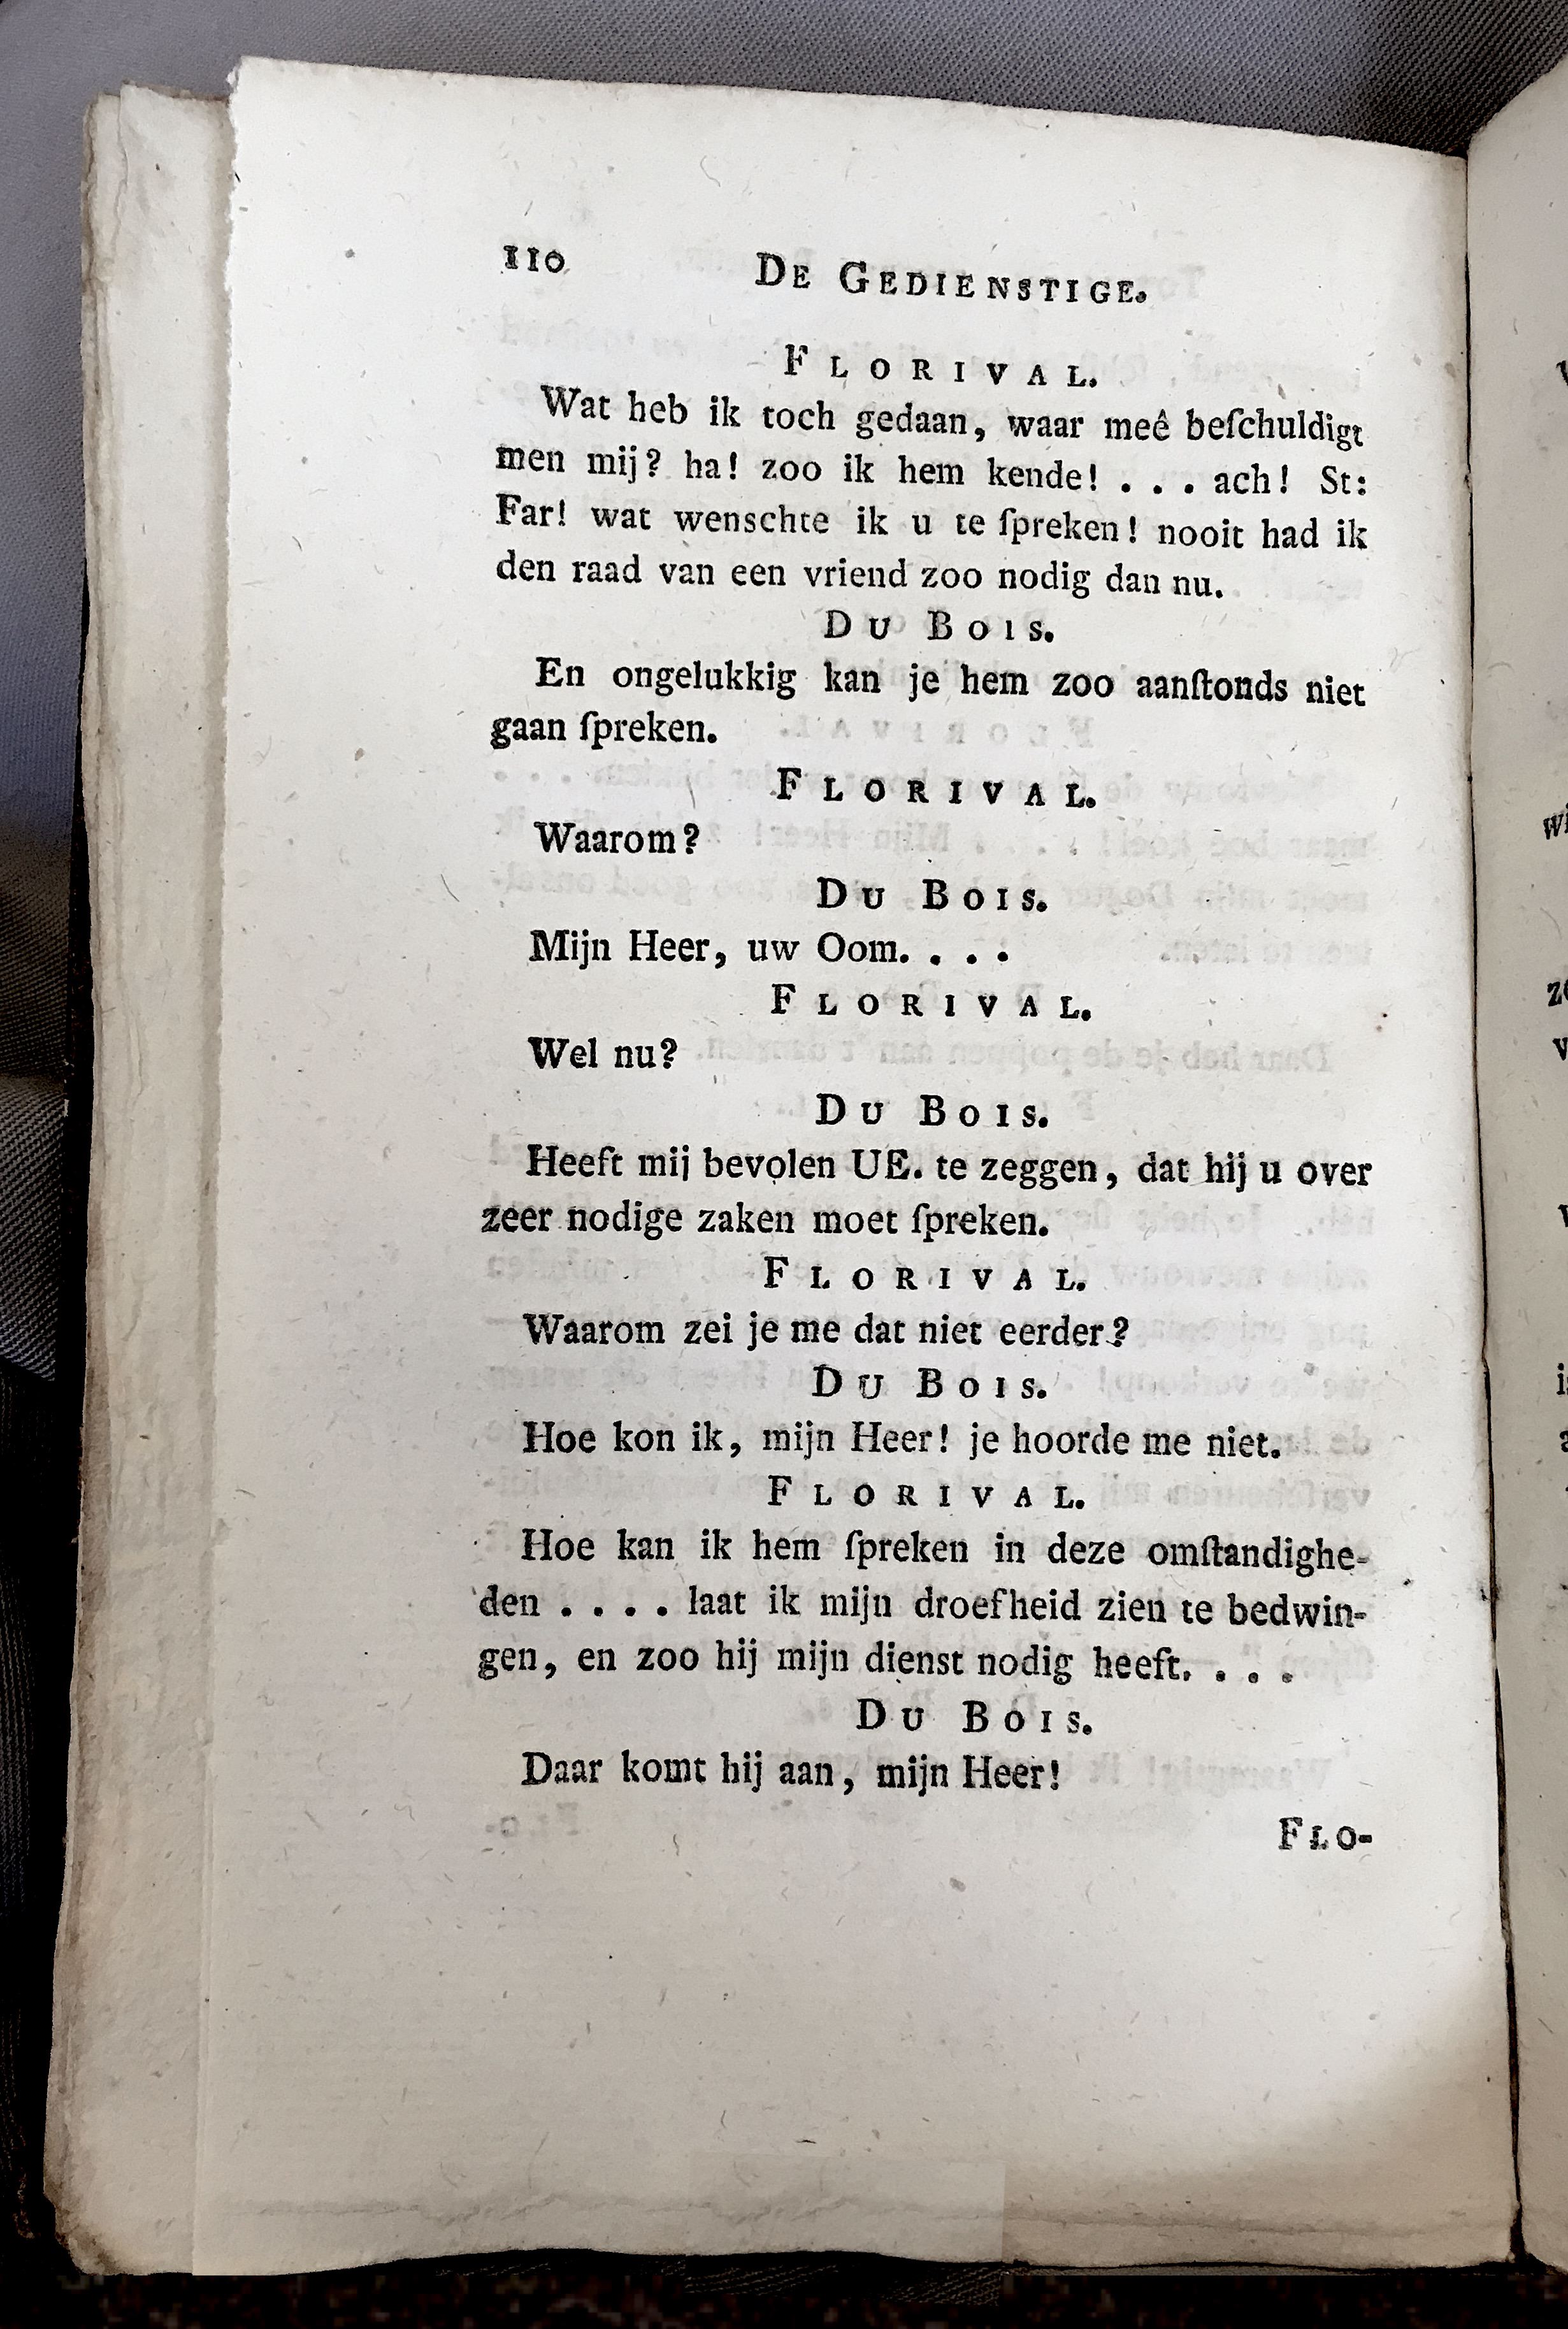 110 DE GEDIENSTIGE.
FLORIVAL.
Wat heb ik toch gedaan, waar meê beſchuldigt
men mij? ha! zoo ik hem kende! . . . ach! St:
Far! wat wenschte ik u te ſpreken! nooit had ik
den raad van een vriend zoo nodig dan nu.
DU BOIS.
En ongelukkig kan je hem zoo aanſtonds niet
gaan ſpreken.
FLORIVAL.
Waarom?
DU BOIS.
Mijn Heer, uw Oom. . . .
FLORIVAL.
Wel nu?
DU BOIS.
Heeft mij bevolen UE. te zeggen, dat hij u over
zeer nodige zaken moet ſpreken.
FLORIVAL.
Waarom zei je me dat niet eerder?
DU BOIS.
Hoe kon ik, mijn Heer! je hoorde me niet.
FLORIVAL.
Hoe kan ik hem ſpreken in deze omſtandighe-
den . . . . laat ik mijn droefheid zien te bedwin-
gen, en zoo hij mijn dienst nodig heeft. . . .
DU BOIS.
Daar komt hij aan, mijn Heer!
FLO-